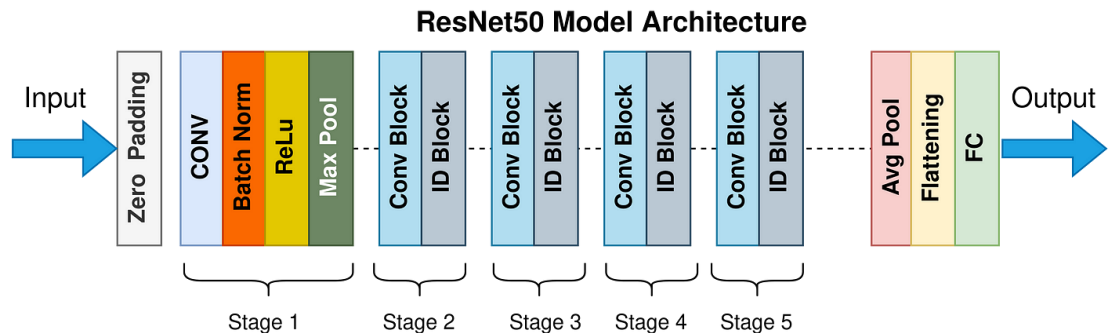 ResNet50 Model Architecture
Input
Zero Padding
CONV
Batch Norm
ReLu
Max Pool
Conv Block
ID Block
Conv Block
ID Block
Conv Block
ID Block
Conv Block
ID Block
Avg Pool
Flattening
FC
Output
Stage 1
Stage 2
Stage 3
Stage 4
Stage 5